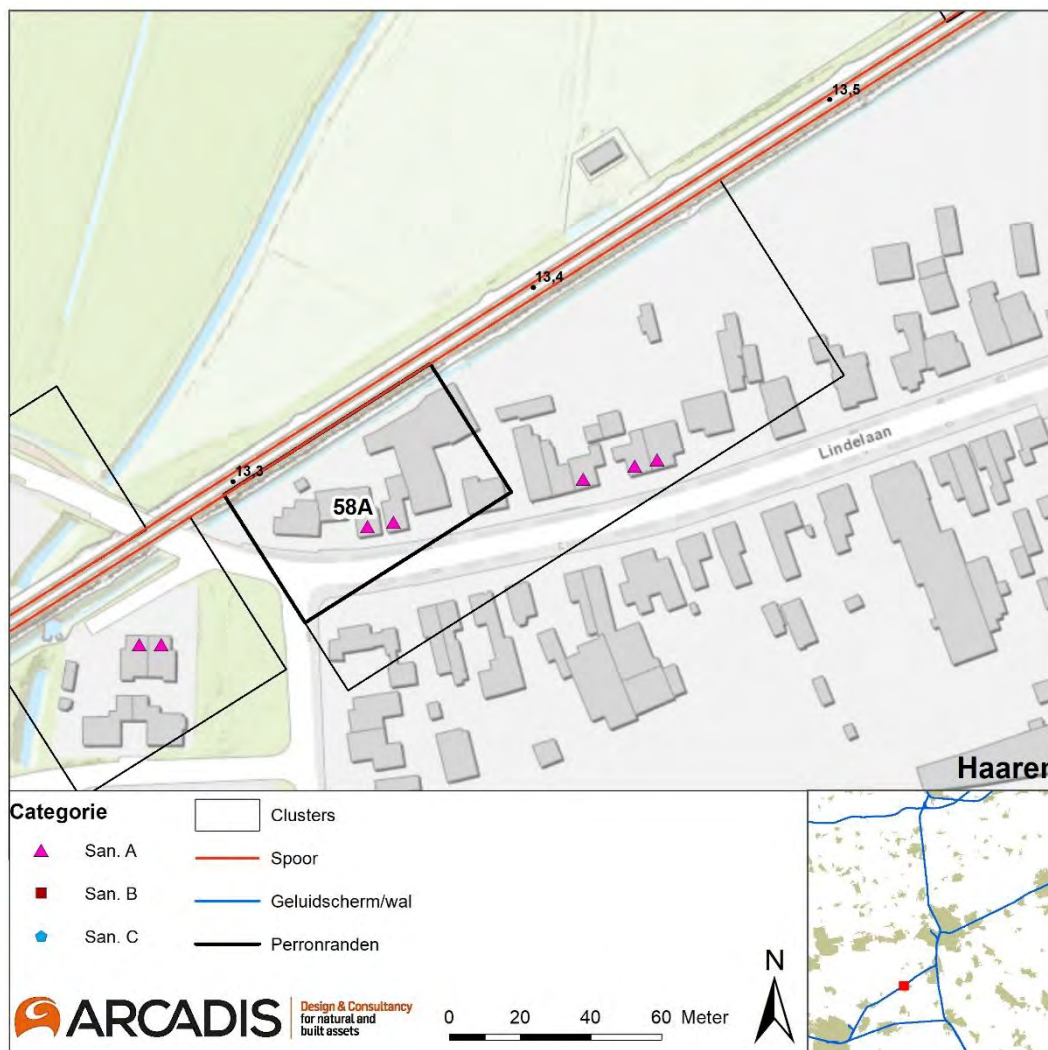 13,5
13,4
13,3
58A
Lindelaan
Haaren
Categorie
San. A
San. B
San. C
Clusters
Spoor
Geluidscherm/wal
Perronranden
ARCADIS
Design & Consultancy
for natural and
built assets
0 20 40 60 Meter
N